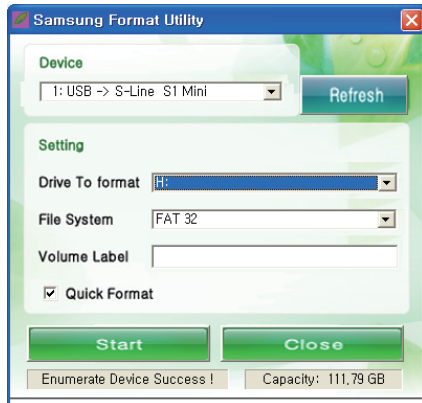 Samsung Format Utility
Device
1: USB -> S-Line S1 Mini
Refresh
Setting
Drive To format H:
File System FAT 32
Volume Label
Quick Format
Start Close
Enumerate Device Success ! Capacity: 111,79 GB